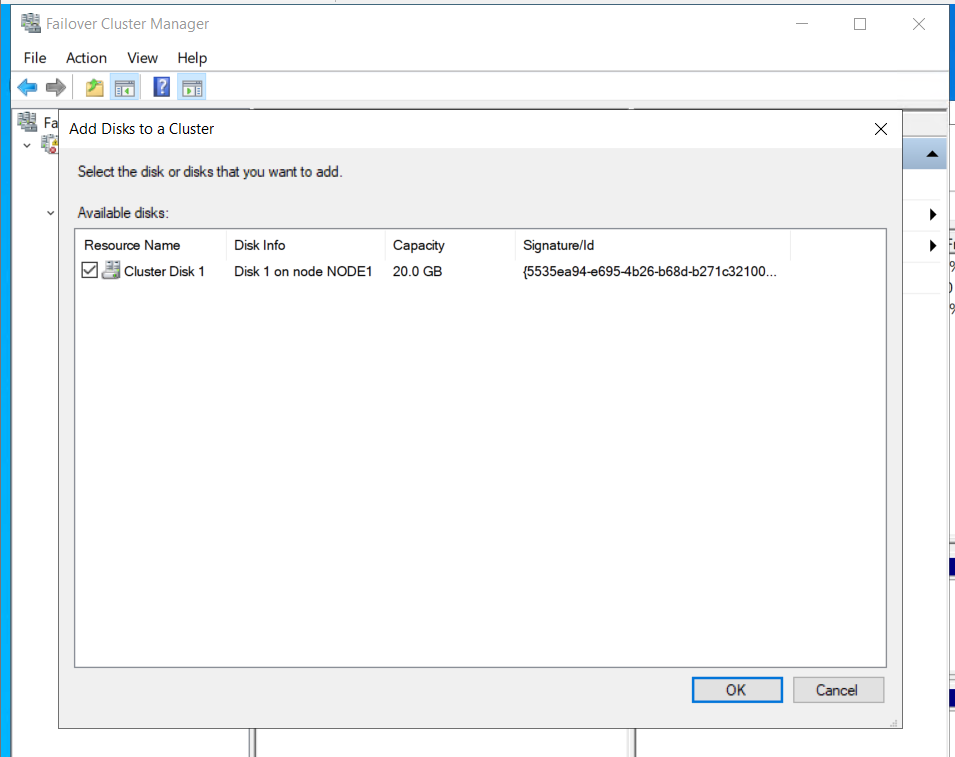 Failover Cluster Manager
File Action View Help
Fa
Add Disks to a Cluster
Select the disk or disks that you want to add.
Available disks:
Resource Name Disk Info Capacity Signature/Id
Cluster Disk 1 Disk 1 on node NODE1 20.0 GB {5535ea94-e695-4b26-b68d-b271c32100...
OK Cancel